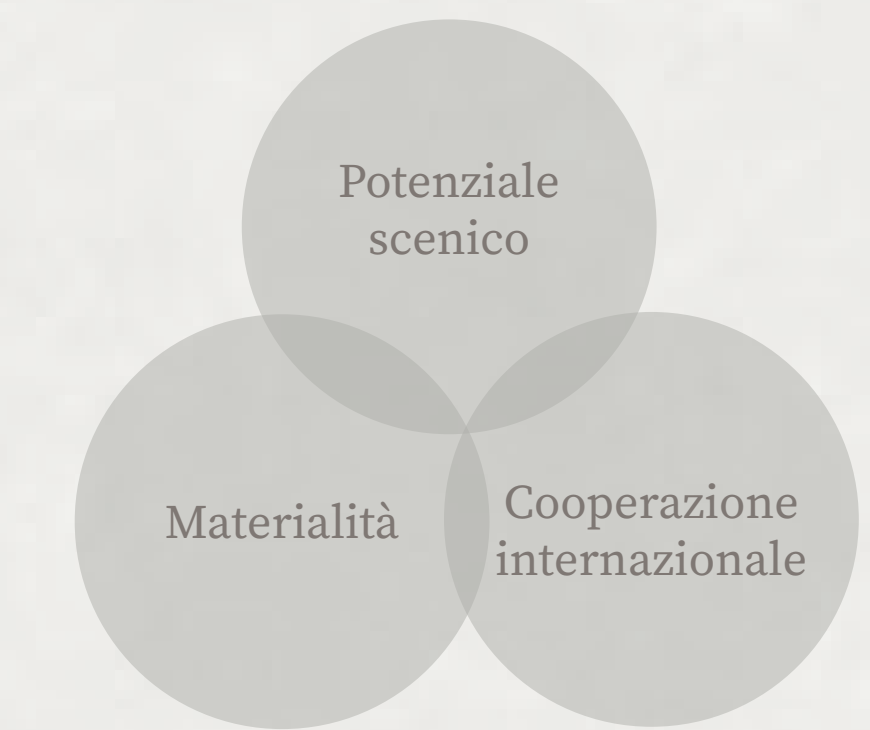 Potenziale
scenico
Materialità
Cooperazione
internazionale